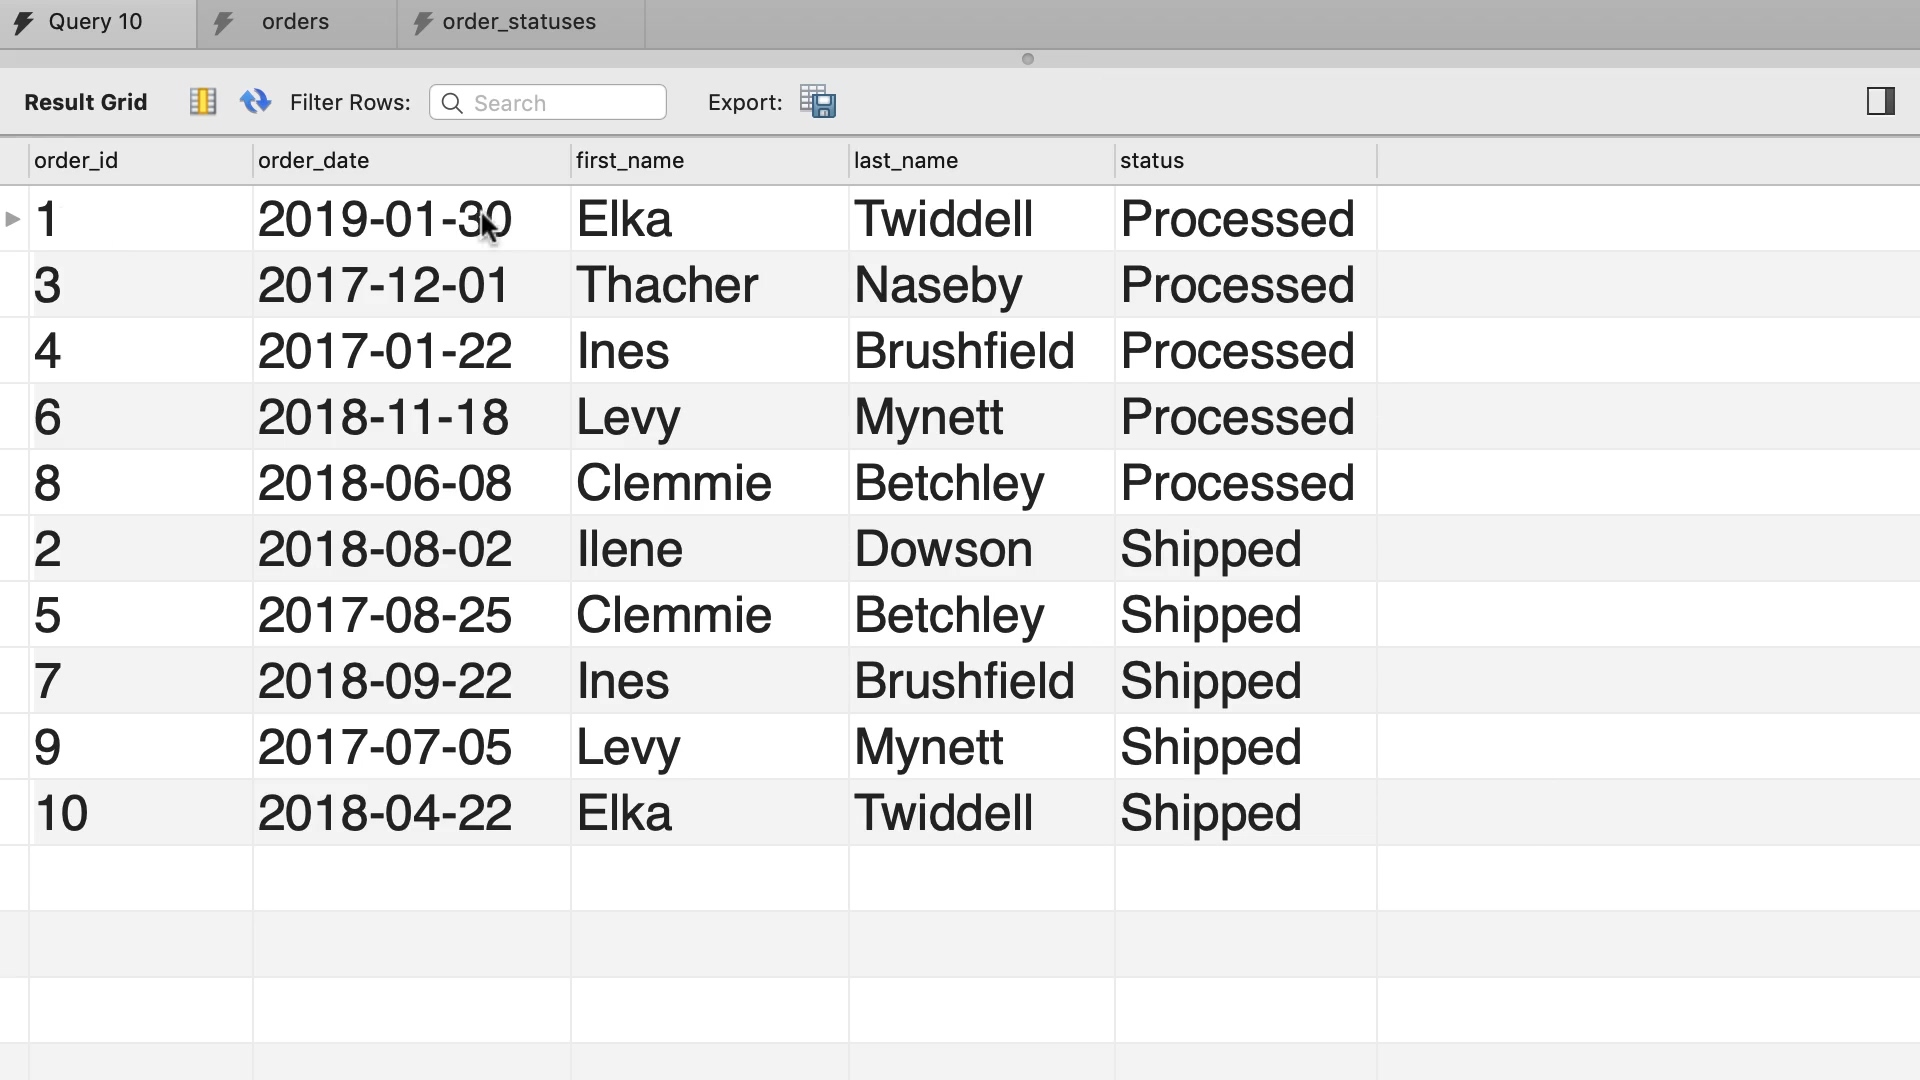 Query 10 orders order_statuses
Result Grid Filter Rows: Search Export:
order_id order_date first_name last_name status
1 2019-01-30 Elka Twiddell Processed
3 2017-12-01 Thacher Naseby Processed
4 2017-01-22 Ines Brushfield Processed
6 2018-11-18 Levy Mynett Processed
8 2018-06-08 Clemmie Betchley Processed
2 2018-08-02 Ilene Dowson Shipped
5 2017-08-25 Clemmie Betchley Shipped
7 2018-09-22 Ines Brushfield Shipped
9 2017-07-05 Levy Mynett Shipped
10 2018-04-22 Elka Twiddell Shipped